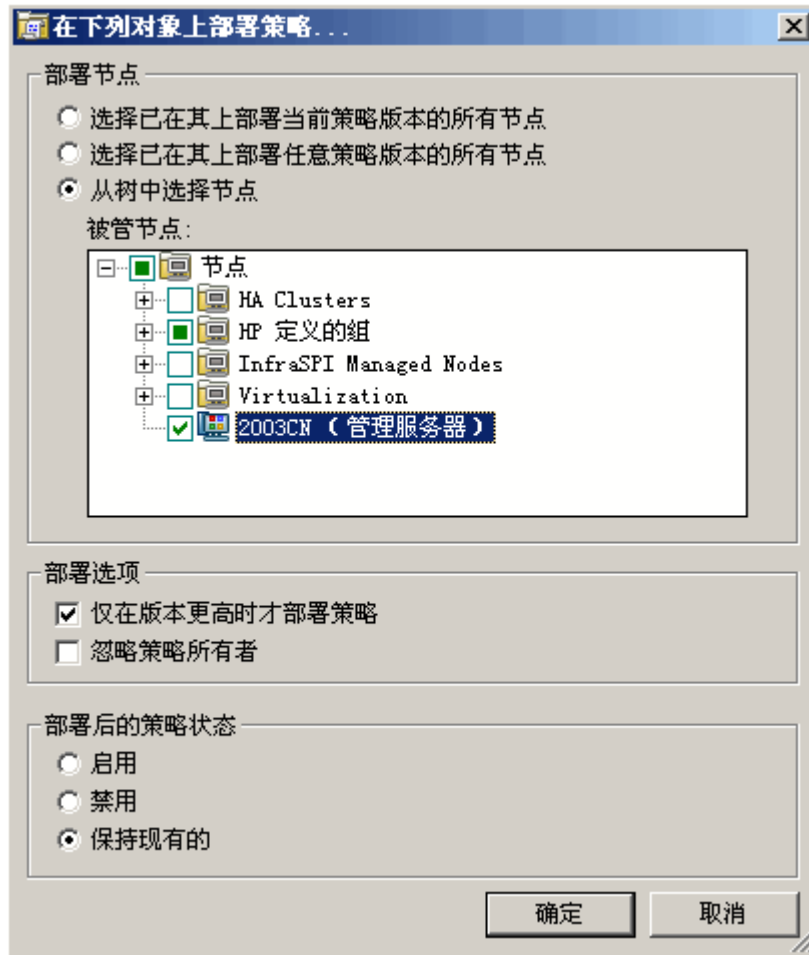 在下列对象上部署策略...
部署节点
选择已在其上部署当前策略版本的所有节点
选择已在其上部署任意策略版本的所有节点
从树中选择节点
被管节点:
节点
HA Clusters
HP 定义的组
InfraSPI Managed Nodes
Virtualization
2003CN (管理服务器)
部署选项
仅在版本更高时才部署策略
忽略策略所有者
部署后的策略状态
启用
禁用
保持现有的
确定 取消